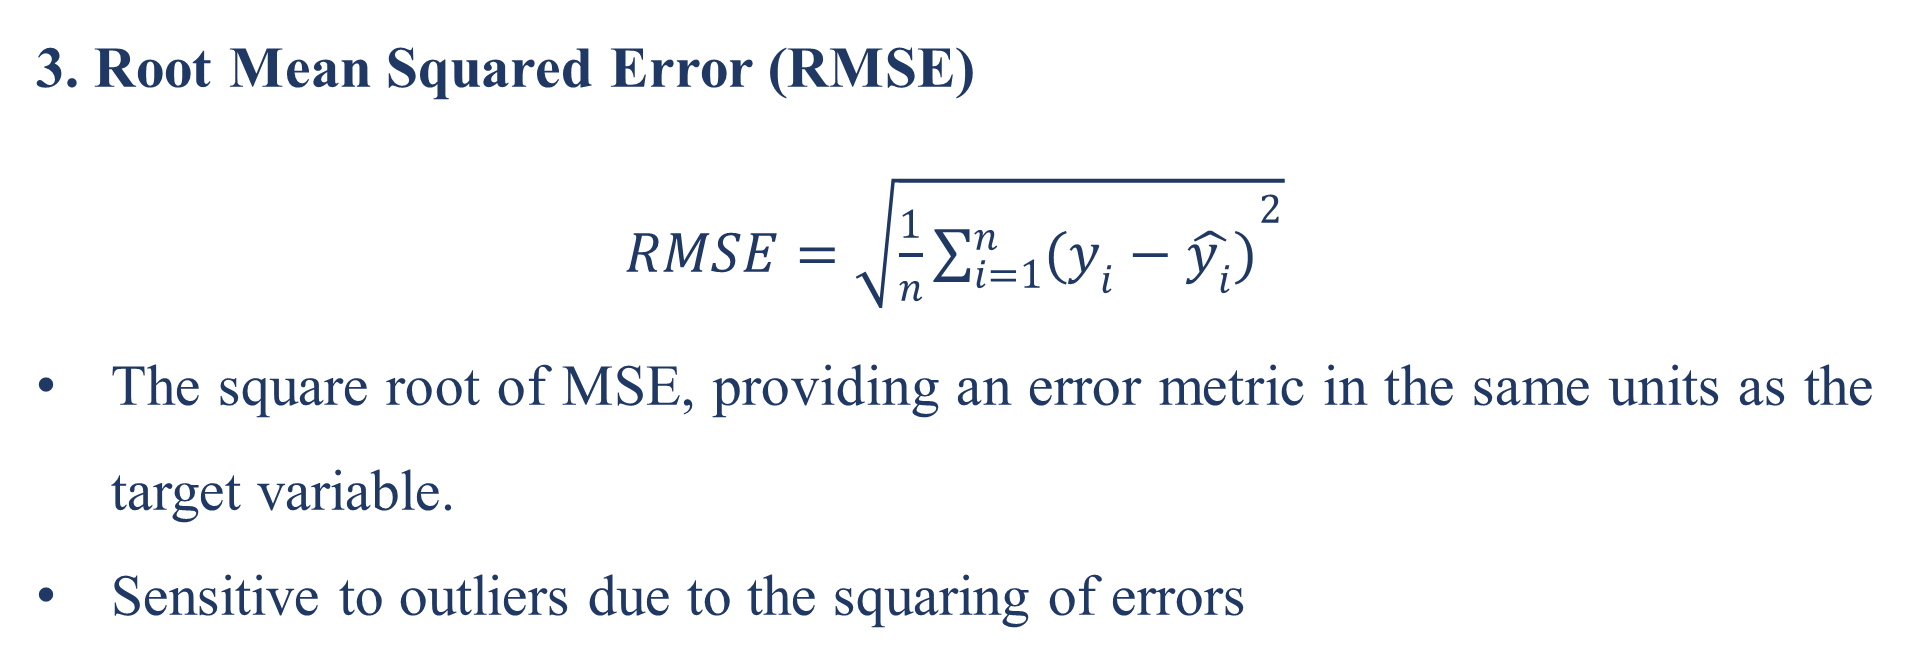 3. Root Mean Squared Error (RMSE)
RMSE = √(1/n ∑ⁿᵢ₌₁(yᵢ − ŷᵢ)²)
• The square root of MSE, providing an error metric in the same units as the
target variable.
• Sensitive to outliers due to the squaring of errors